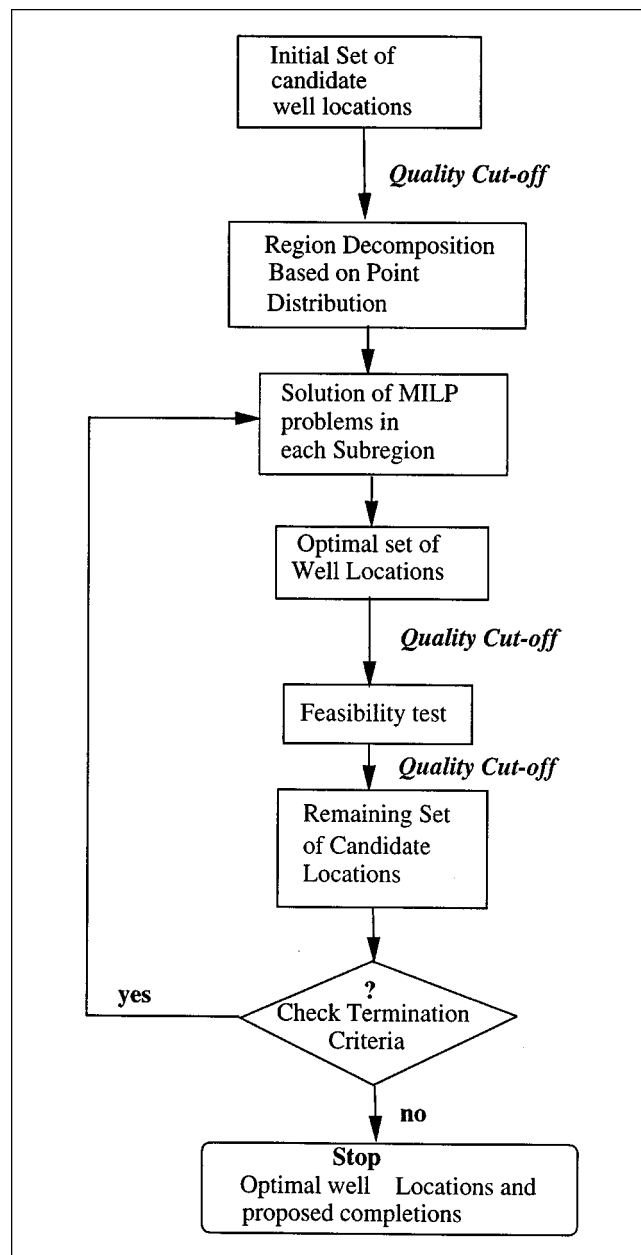 Initial Set of
candidate
well locations
Quality Cut-off
Region Decomposition
Based on Point
Distribution
Solution of MILP
problems in
each Subregion
Optimal set of
Well Locations
Quality Cut-off
Feasibility test
Quality Cut-off
Remaining Set
of Candidate
Locations
?
yes
Check Termination
Criteria
no
Stop
Optimal well Locations and
proposed completions